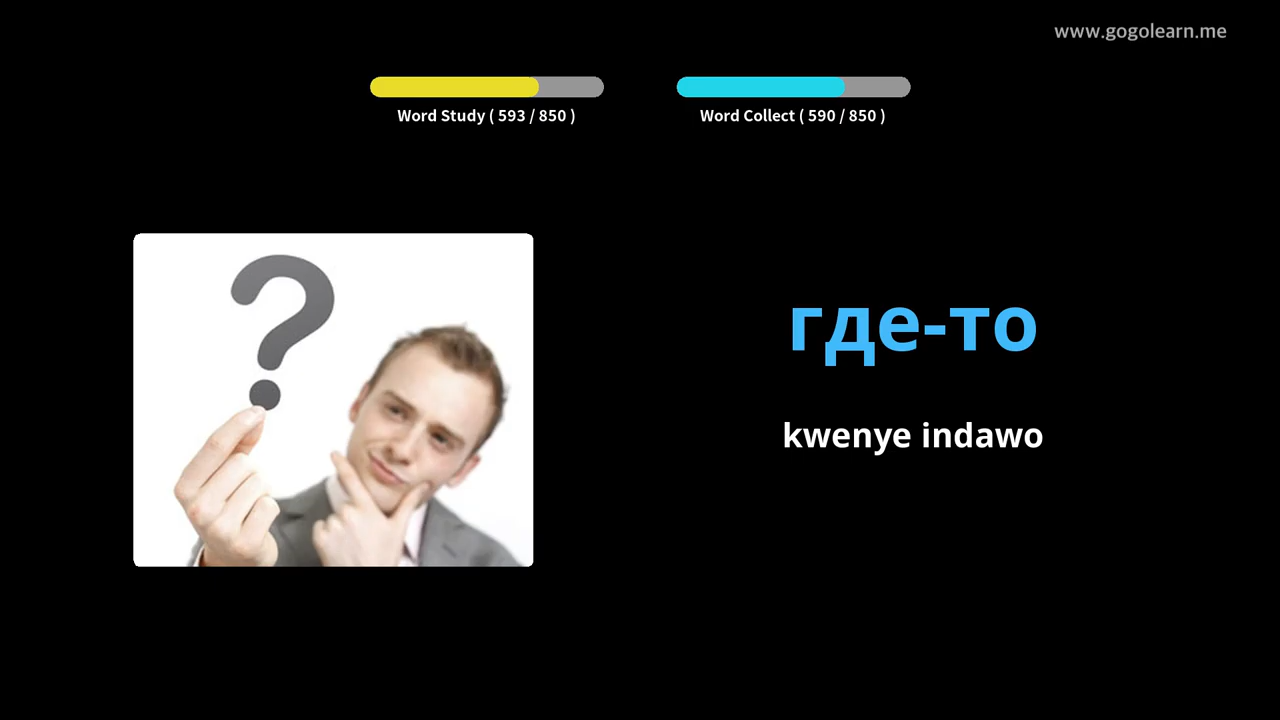 www.gogolearn.me
Word Study ( 593 / 850 )
Word Collect ( 590 / 850 )
?
где-то
kwenye indawo